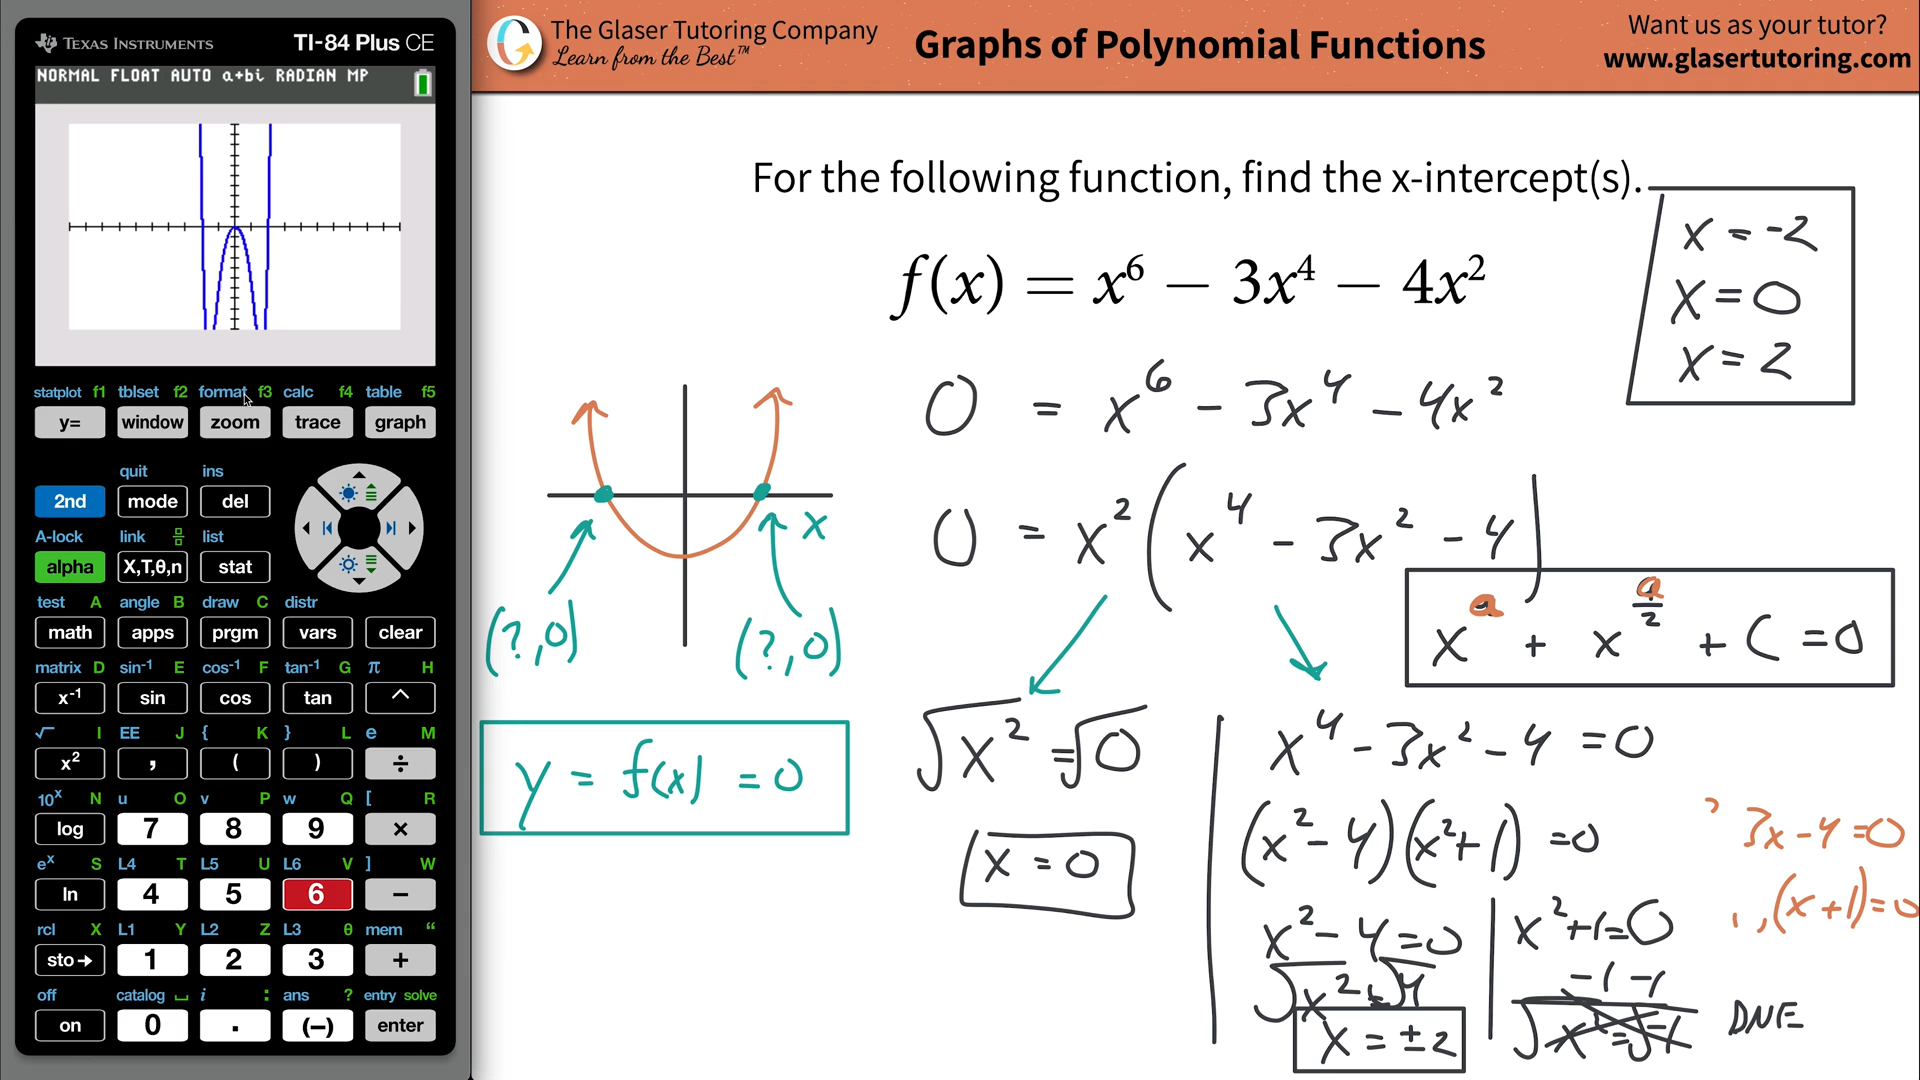 TEXAS INSTRUMENTS TI-84 Plus CE
NORMAL FLOAT AUTO a+bi RADIAN MP
statplot f1 tblset f2 format f3 calc f4 table f5
y= window zoom trace graph
quit ins
2nd mode del
A-lock link list
alpha X,T,θ,n stat
test A angle B draw C distr
math apps prgm vars clear
matrix D sin⁻¹ E cos⁻¹ F tan⁻¹ G π H
x⁻¹ sin cos tan ^
√ I EE J { K } L e M
x² , ( ) ÷
10ˣ N u O v P w Q [ R
log 7 8 9 ×
eˣ S L4 T L5 U L6 V ] W
ln 4 5 6 −
rcl X L1 Y L2 Z L3 θ mem “
sto→ 1 2 3 +
off catalog ⎵ i : ans ? entry solve
on 0 . (−) enter
The Glaser Tutoring Company
Learn from the Best™
Graphs of Polynomial Functions
Want us as your tutor?
www.glasertutoring.com
For the following function, find the x-intercept(s).
f(x) = x⁶ − 3x⁴ − 4x²
x = -2
x = 0
x = 2
0 = x⁶ - 3x⁴ - 4x²
0 = x² (x⁴ - 3x² - 4)
x
(?,0) (?,0)
y = f(x) = 0
xᵃ + x^(a/2) + C = 0
√x² = √0
x = 0
x⁴ - 3x² - 4 = 0
(x² - 4)(x² + 1) = 0
x² - 4 = 0
√x² = √4
x = ±2
x² + 1 = 0
-1 -1
√x² = √-1 DNE
3x - 4 = 0
(x + 1) = 0